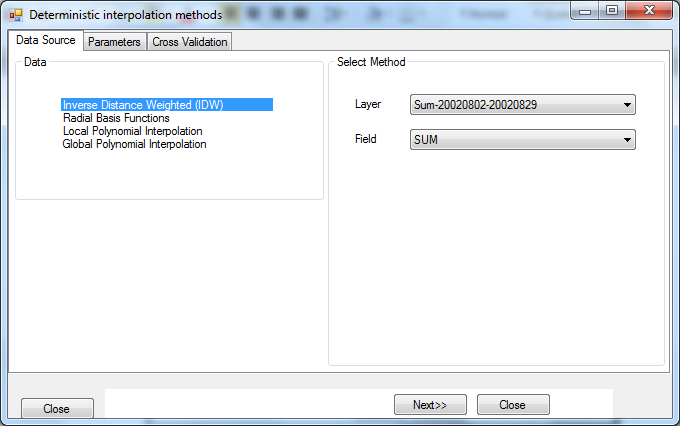 Deterministic interpolation methods
Data Source Parameters Cross Validation
Data
Inverse Distance Weighted (IDW)
Radial Basis Functions
Local Polynomial Interpolation
Global Polynomial Interpolation
Select Method
Layer Sum-20020802-20020829
Field SUM
Close Next>> Close